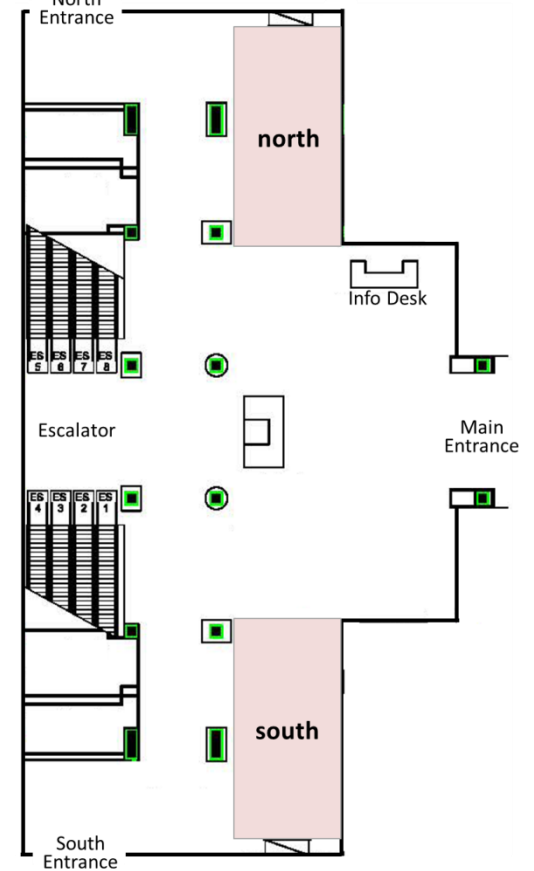 North
Entrance
north
Info Desk
ES
5
ES
6
ES
7
ES
8
Escalator
Main
Entrance
ES
4
ES
3
ES
2
ES
1
south
South
Entrance